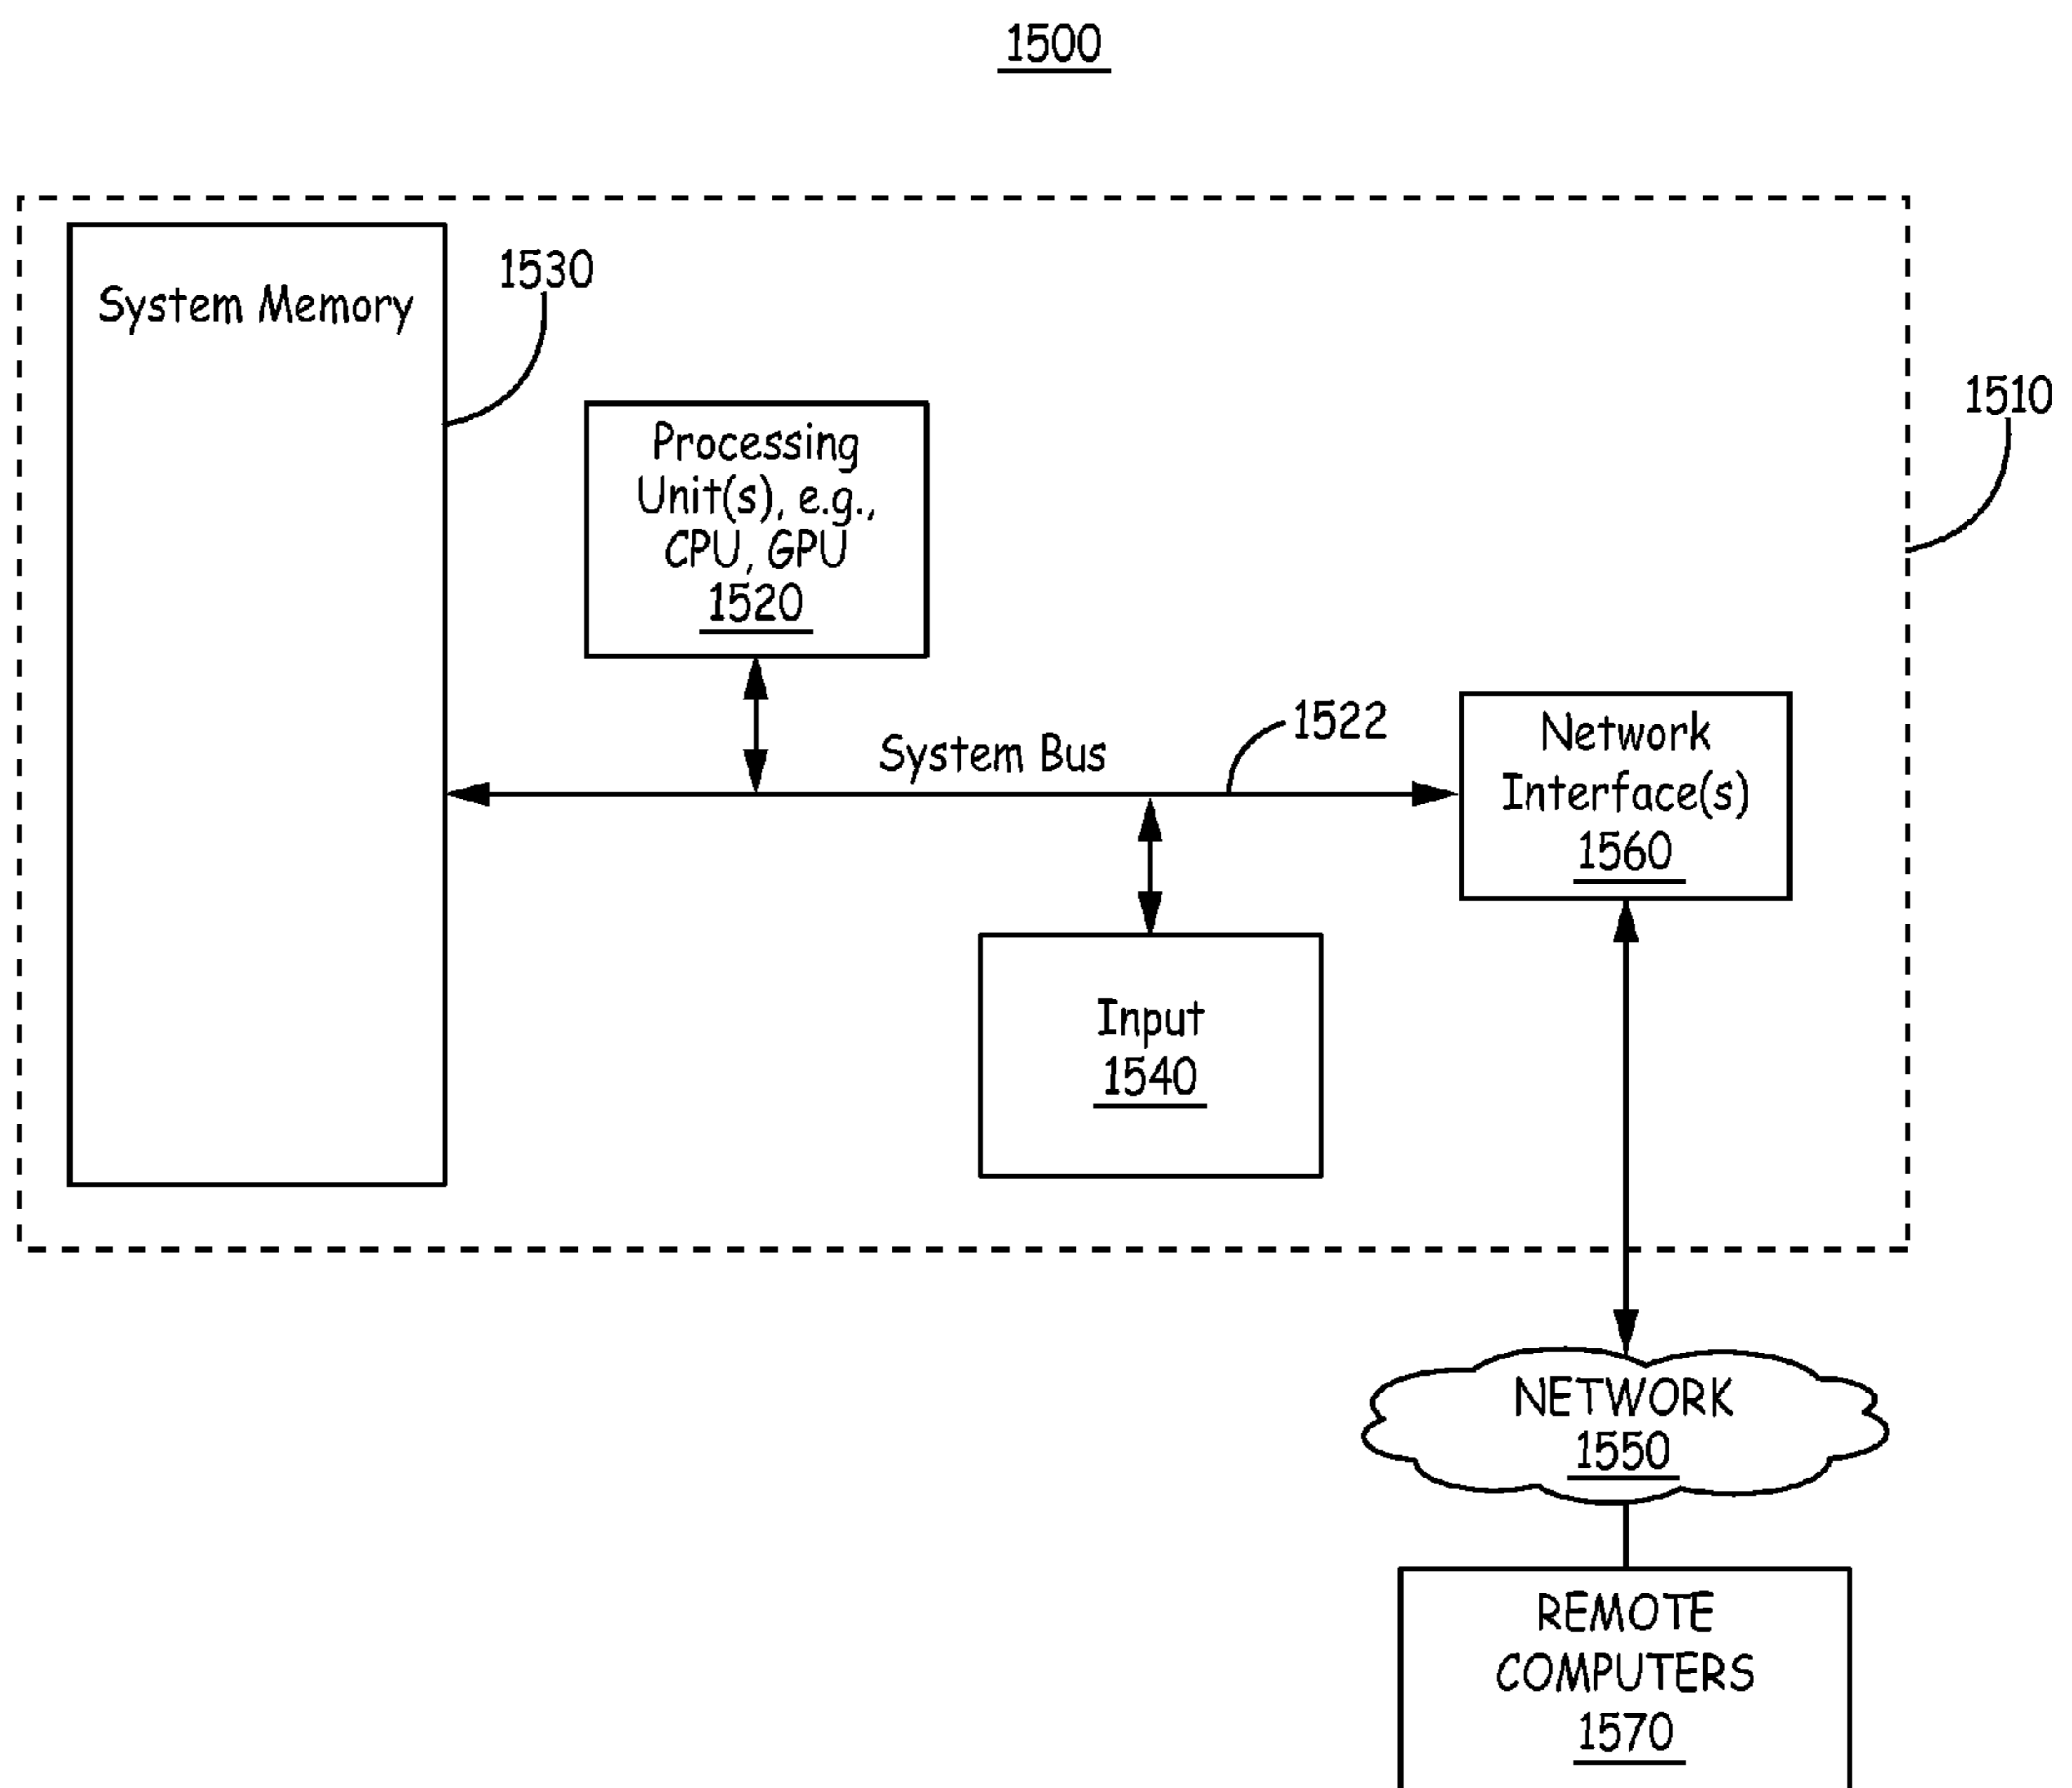 1500
System Memory
1530
1510
Processing
Unit(s), e.g.,
CPU, GPU
1520
System Bus
1522
Network
Interface(s)
1560
Input
1540
NETWORK
1550
REMOTE
COMPUTERS
1570